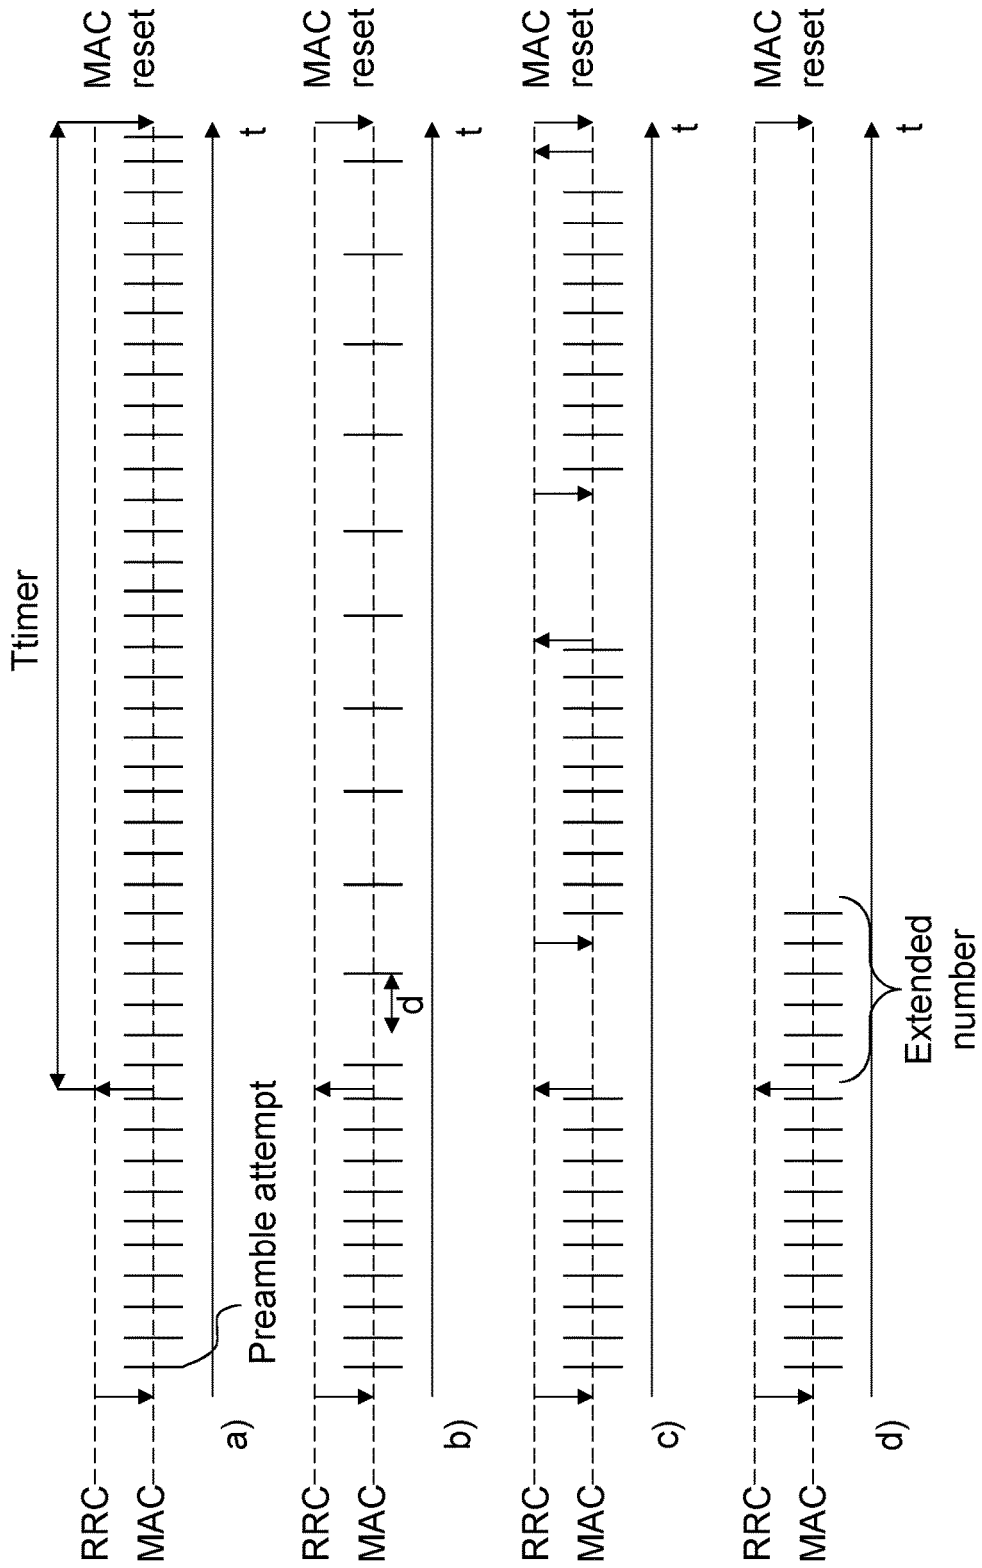 Ttimer
RRC
MAC
MAC
reset
t
a)
Preamble attempt
RRC
MAC
MAC
reset
d
t
b)
RRC
MAC
MAC
reset
t
c)
RRC
MAC
MAC
reset
t
d)
Extended
number